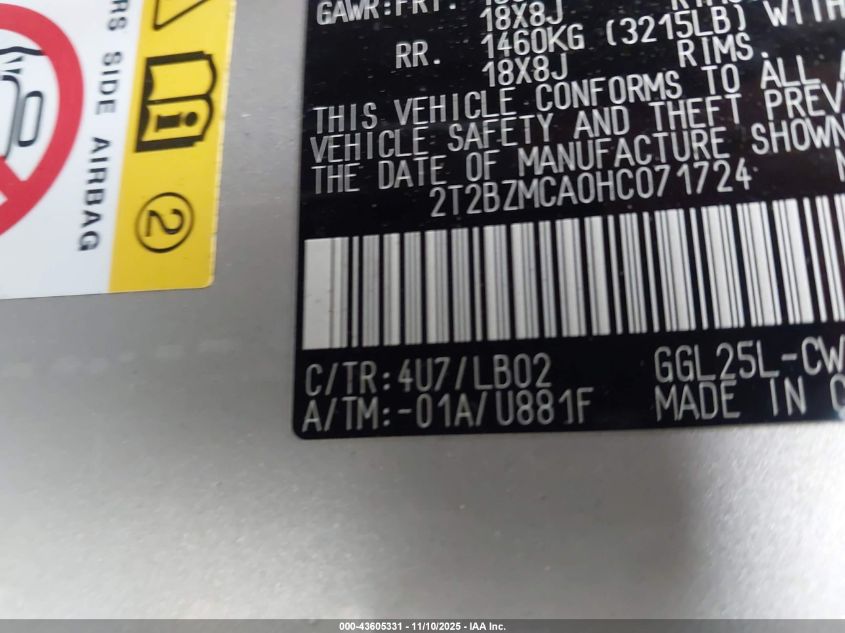 GAWR:FRT.
18X8J
RR. 1460KG (3215LB) WITH
18X8J RIMS.
THIS VEHICLE CONFORMS TO ALL
VEHICLE SAFETY AND THEFT PREV
THE DATE OF MANUFACTURE SHOWN
2T2BZMCA0HC071724
C/TR:4U7/LB02 GGL25L-CW
A/TM:-01A/U881F MADE IN C
RS SIDE AIRBAG
2
000-43605331 - 11/10/2025 - IAA Inc.